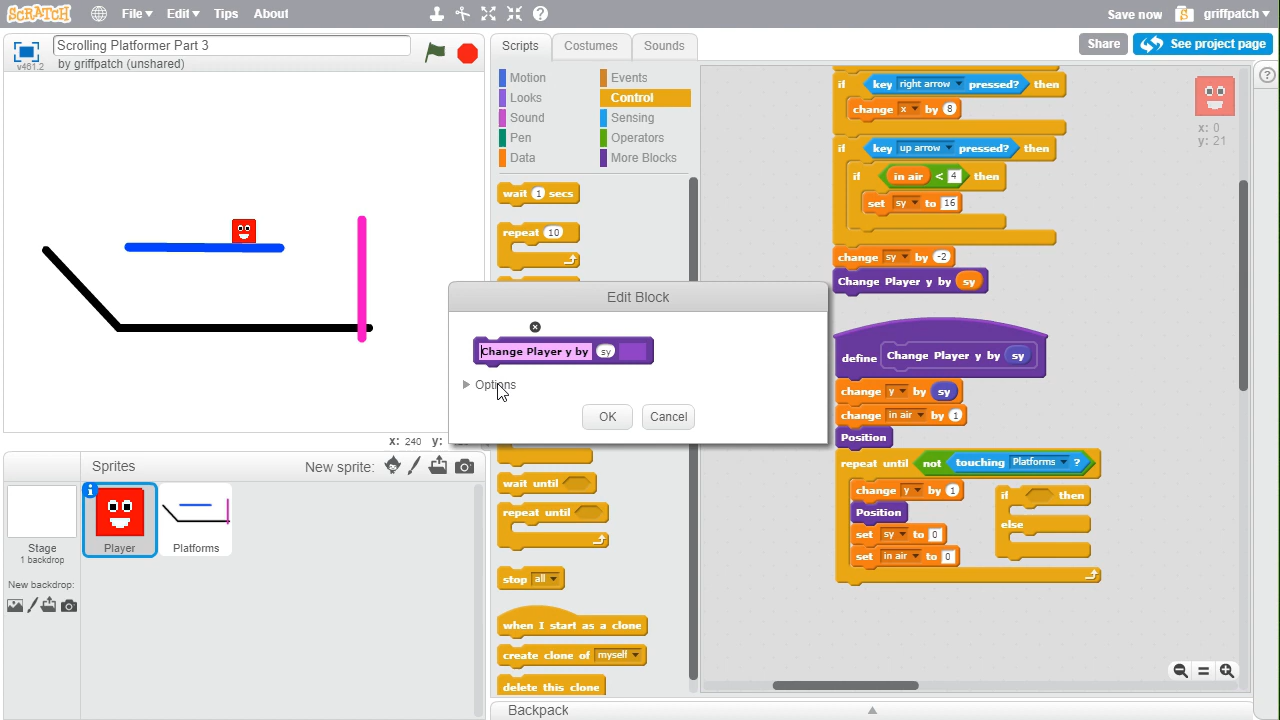 SCRATCH File▾ Edit▾ Tips About Save now griffpatch ▾
Scrolling Platformer Part 3
by griffpatch (unshared)
v461.2
Scripts Costumes Sounds
Share See project page
Motion Events
Looks Control
Sound Sensing
Pen Operators
Data More Blocks
wait 1 secs
repeat 10
wait until
repeat until
stop all
when I start as a clone
create clone of myself
delete this clone
if key right arrow pressed? then
change x by 8
if key up arrow pressed? then
if in air < 4 then
set sy to 16
change sy by -2
Change Player y by sy
define Change Player y by sy
change y by sy
change in air by 1
Position
repeat until not touching Platforms ?
change y by 1
Position
set sy to 0
set in air to 0
if then
else
x: 0
y: 21
Edit Block
Change Player y by sy
Options
OK Cancel
x: 240 y:
Sprites New sprite:
Stage
1 backdrop
New backdrop:
Player
Platforms
Backpack